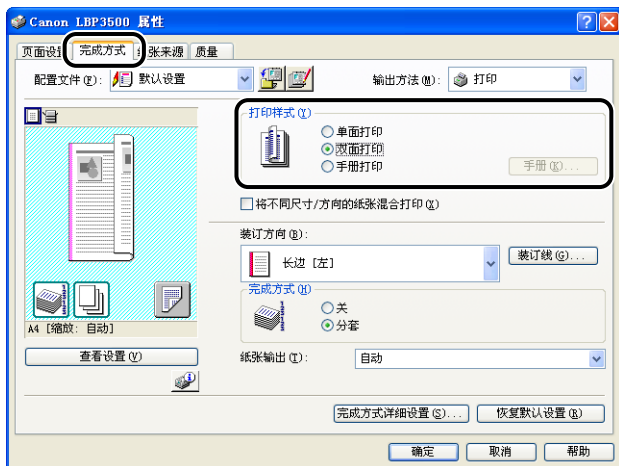 Canon LBP3500 属性
页面设 完成方式 纸张来源 质量
配置文件(F): 默认设置 输出方法(M): 打印
打印样式(Y)
单面打印
双面打印
手册打印 手册(K)...
将不同尺寸/方向的纸张混合打印(X)
装订方向(B):
长边 [左] 装订线(G)...
完成方式(H)
关
分套
A4 [缩放: 自动]
查看设置(V) 纸张输出(T): 自动
完成方式详细设置(S)... 恢复默认设置(R)
确定 取消 帮助